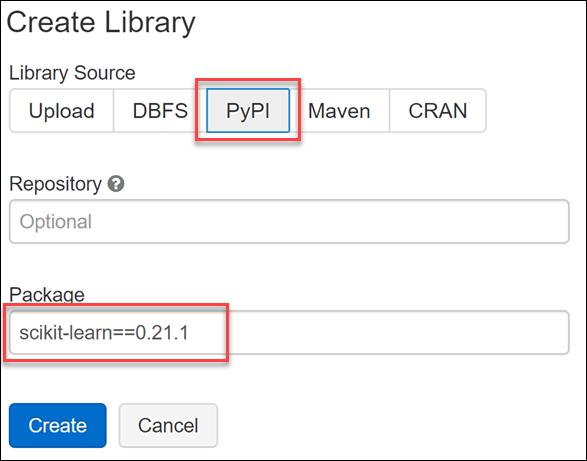 Create Library
Library Source
Upload DBFS PyPI Maven CRAN
Repository ?
Optional
Package
scikit-learn==0.21.1
Create Cancel